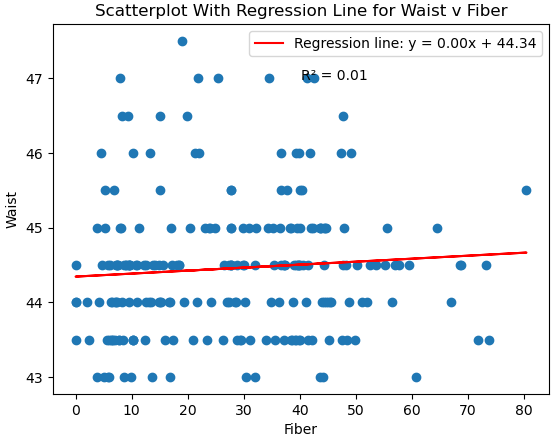 Scatterplot With Regression Line for Waist v Fiber
Regression line: y = 0.00x + 44.34
R² = 0.01
47
46
45
44
43
Waist
0 10 20 30 40 50 60 70 80
Fiber